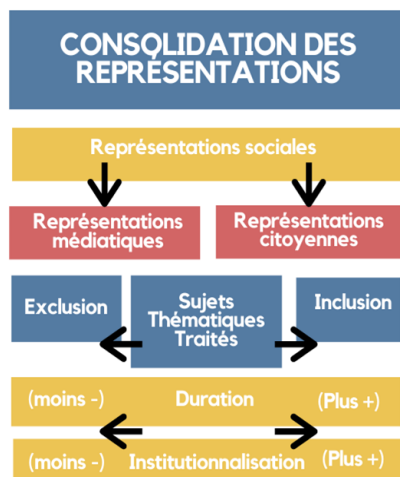 CONSOLIDATION DES
REPRÉSENTATIONS
Représentations sociales
Représentations
médiatiques
Représentations
citoyennes
Exclusion
Sujets
Thématiques
Traités
Inclusion
(moins -) Duration (Plus +)
(moins -) Institutionnalisation (Plus +)